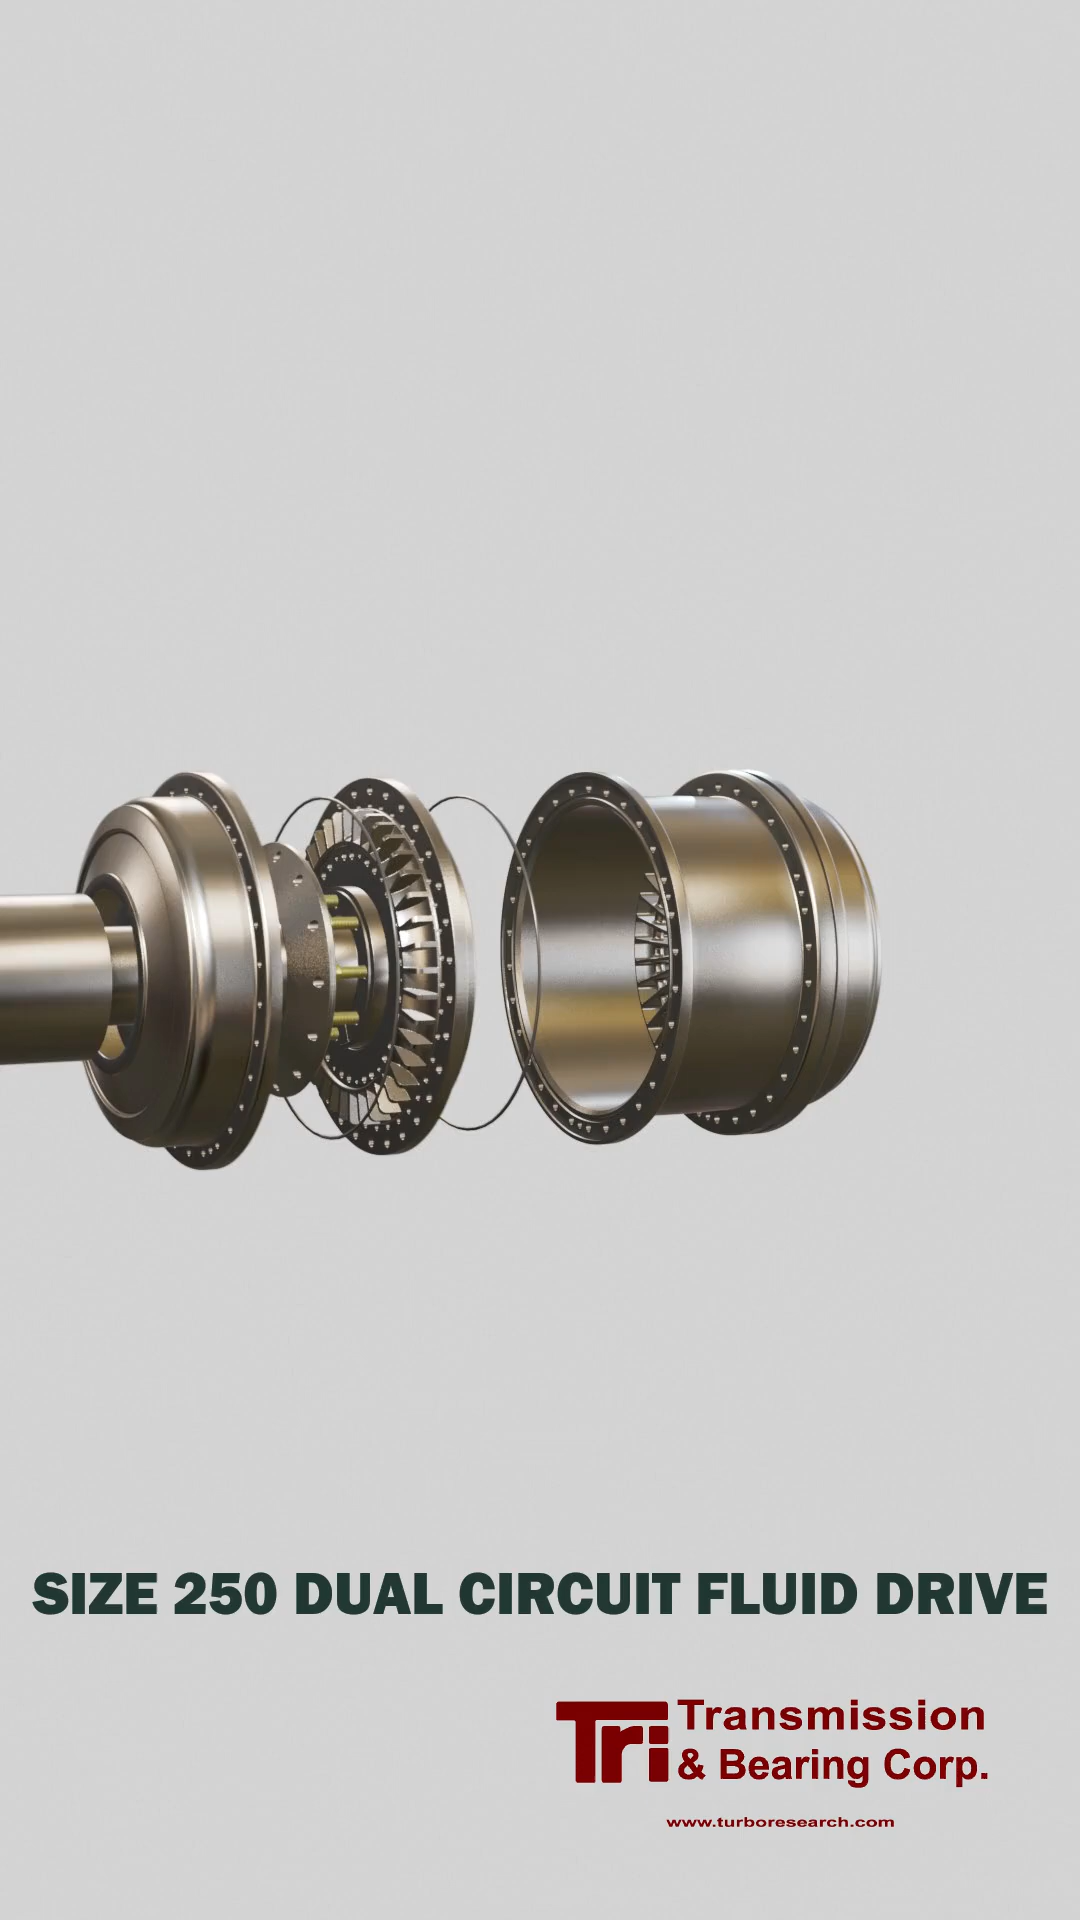 SIZE 250 DUAL CIRCUIT FLUID DRIVE
Tri Transmission
& Bearing Corp.
www.turboresearch.com